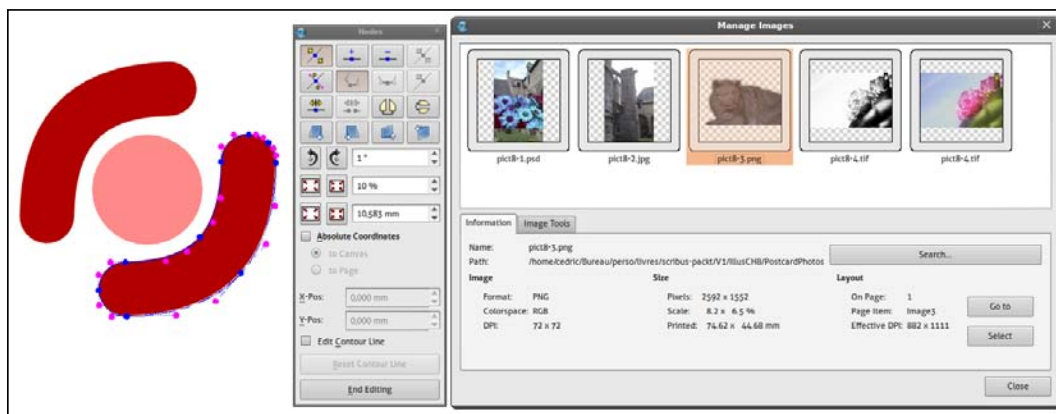 Nodes
1 °
10 %
10,583 mm
Absolute Coordinates
to Canvas
to Page
X-Pos: 0,000 mm
Y-Pos: 0,000 mm
Edit Contour Line
Reset Contour Line
End Editing
Manage Images
pict8-1.psd pict8-2.jpg pict8-3.png pict8-4.tif pict8-4.tif
Information Image Tools
Name: pict8-3.png Search...
Path: /home/cedric/Bureau/perso/livres/scribus-packt/V1/IllusCH8/PostcardPhotos
Image Size Layout
Format: PNG Pixels: 2592 x 1552 On Page: 1 Go to
Colorspace: RGB Scale: 8.2 x 6.5 % Page Item: Image3
DPI: 72 x 72 Printed: 74.62 x 44.68 mm Effective DPI: 882 x 1111 Select
Close